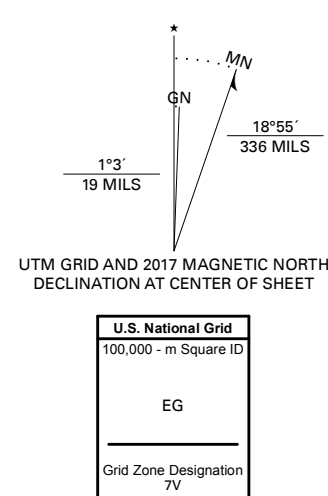 ★
MN
GN
18°55´
336 MILS
1°3´
19 MILS
UTM GRID AND 2017 MAGNETIC NORTH
DECLINATION AT CENTER OF SHEET
U.S. National Grid
100,000 - m Square ID
EG
Grid Zone Designation
7V